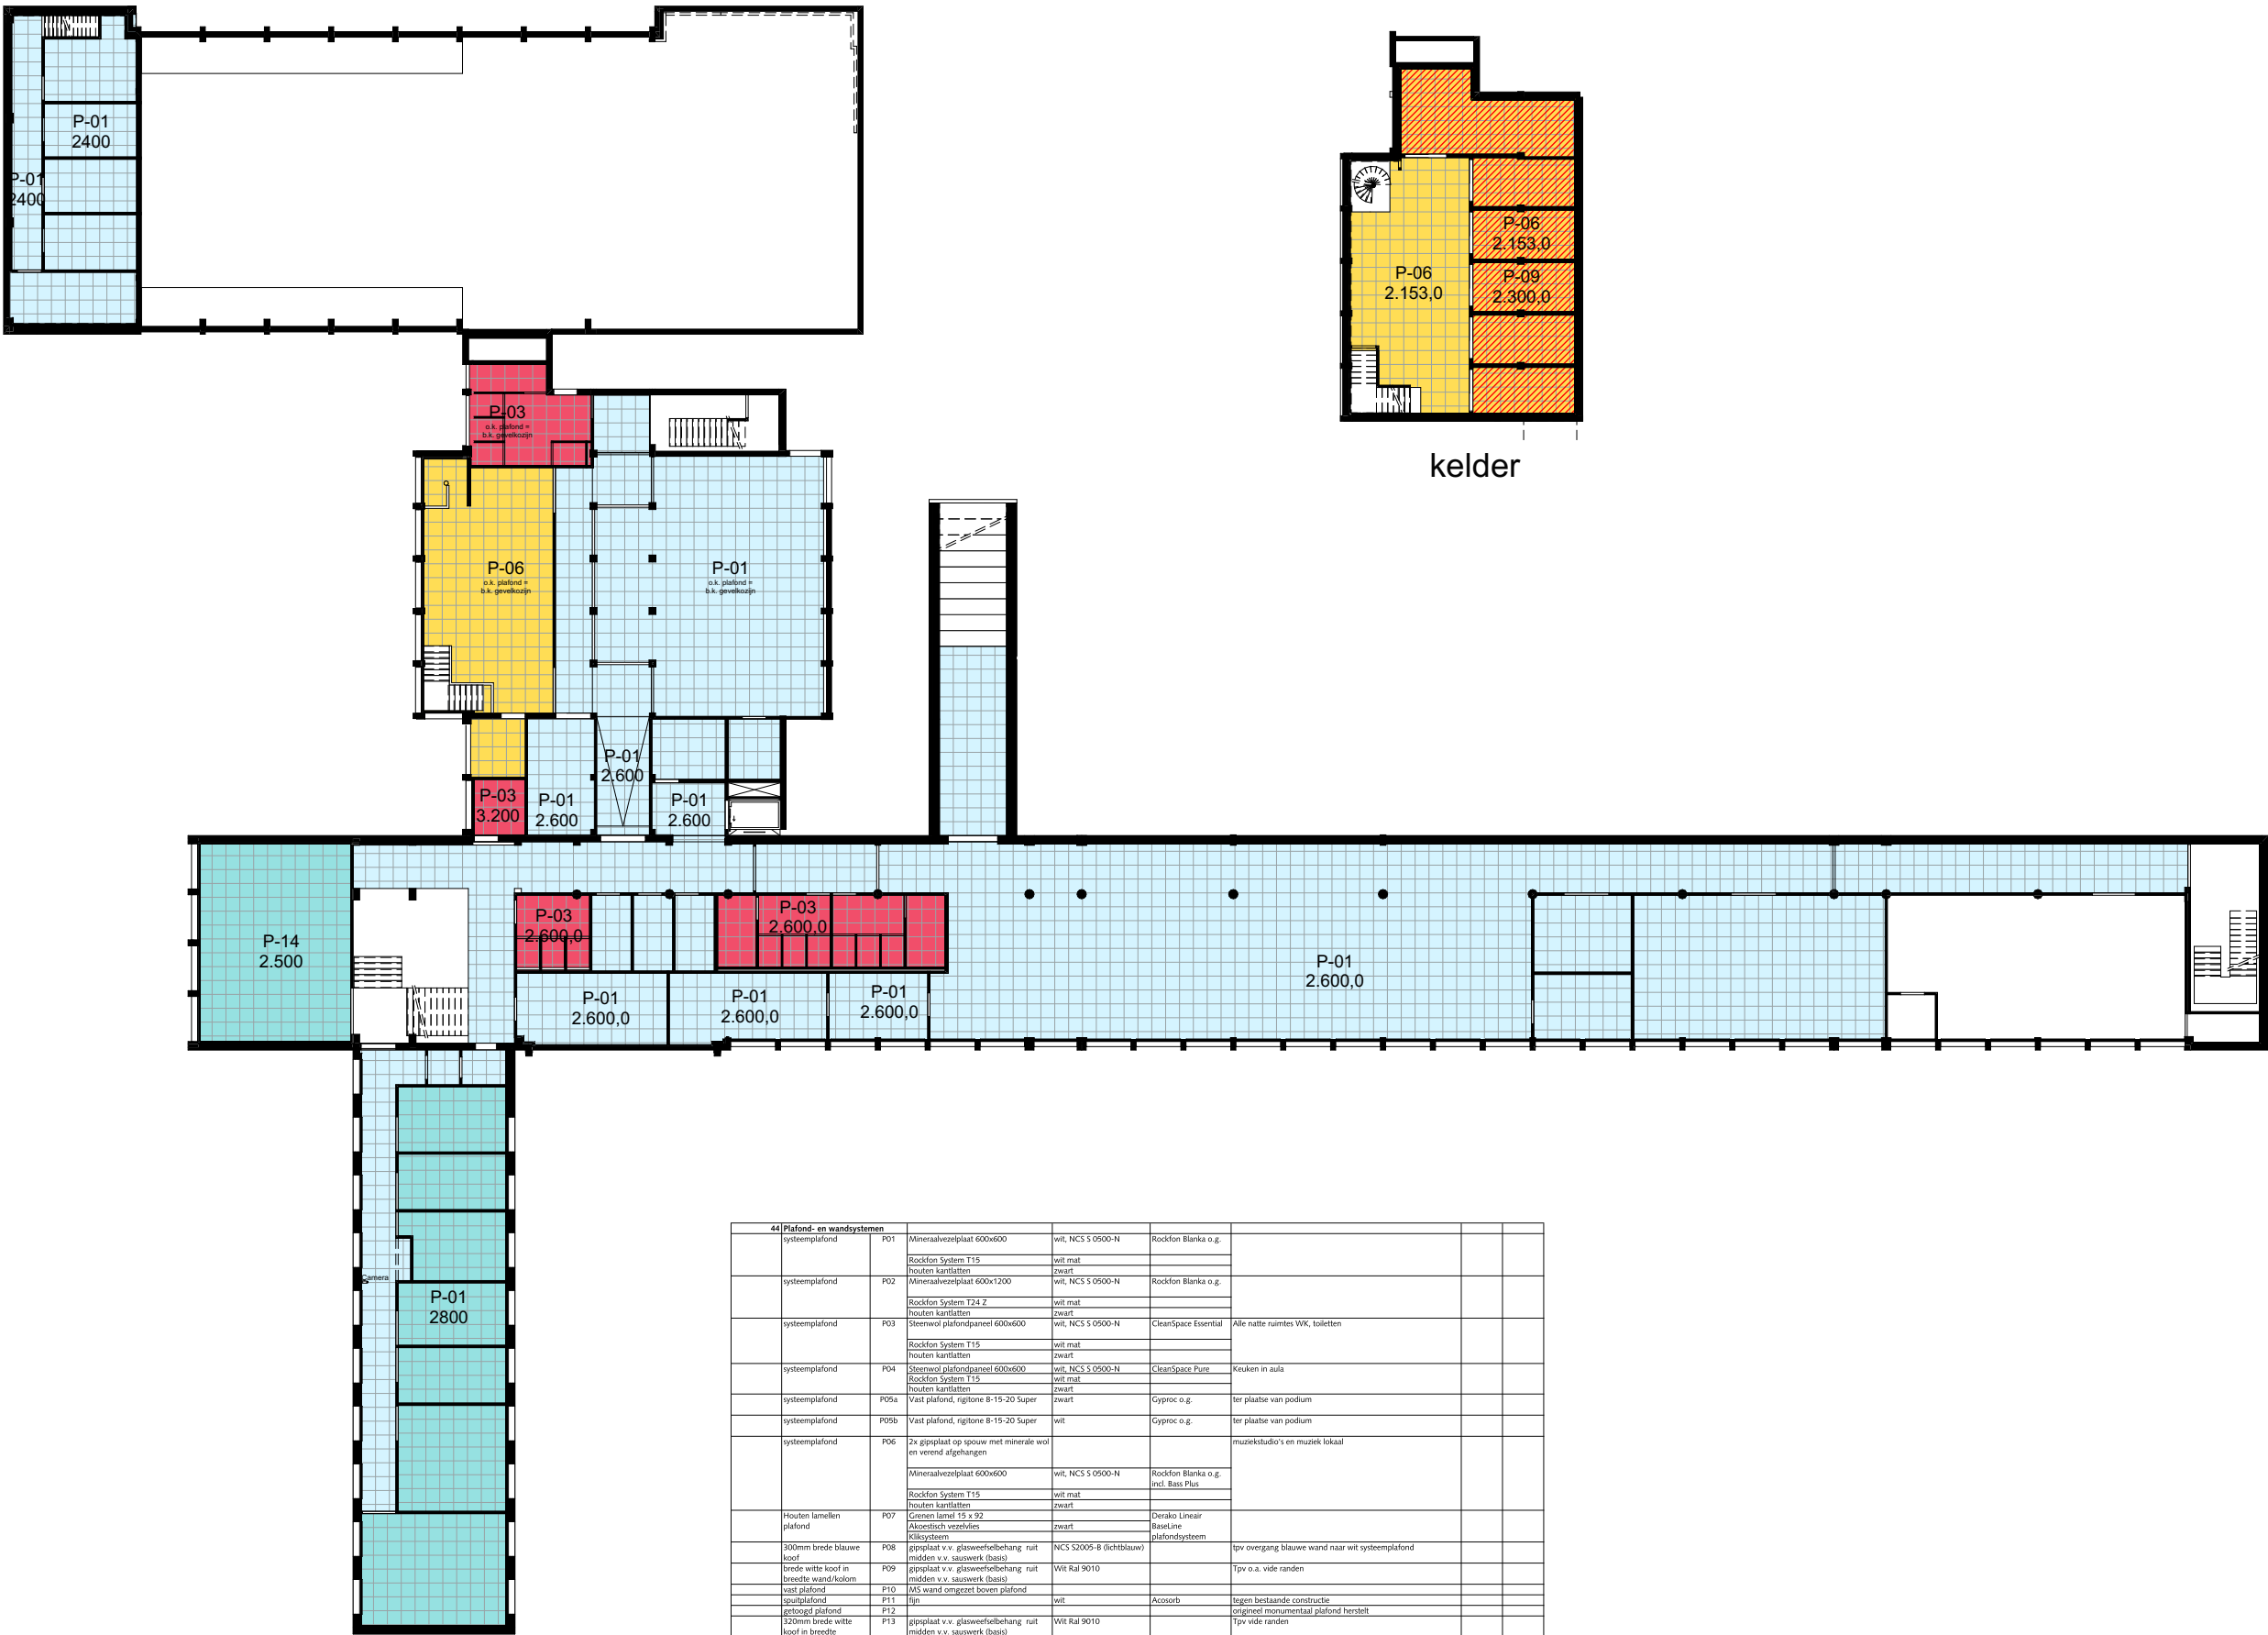 P-01
2400
P-01
2400
P-06
2.153,0
P-06
2.153,0
P-09
2.300,0
kelder
P-03
o.k. plafond =
b.k. gevelkozijn
P-06
o.k. plafond =
b.k. gevelkozijn
P-01
o.k. plafond =
b.k. gevelkozijn
P-01
2.600
P-03
3.200
P-01
2.600
P-01
2.600
P-14
2.500
P-03
2.600,0
P-03
2.600,0
P-01
2.600,0
P-01
2.600,0
P-01
2.600,0
P-01
2.600,0
Camera
P-01
2800
44 Plafond- en wandsystemen
systeemplafond P01 Mineraalvezelplaat 600x600 wit, NCS S 0500-N Rockfon Blanka o.g.
Rockfon System T15 wit mat
houten kantlatten zwart
systeemplafond P02 Mineraalvezelplaat 600x1200 wit, NCS S 0500-N Rockfon Blanka o.g.
Rockfon System T24 Z wit mat
houten kantlatten zwart
systeemplafond P03 Steenwol plafondpaneel 600x600 wit, NCS S 0500-N CleanSpace Essential Alle natte ruimtes WK, toiletten
Rockfon System T15 wit mat
houten kantlatten zwart
systeemplafond P04 Steenwol plafondpaneel 600x600 wit, NCS S 0500-N CleanSpace Pure Keuken in aula
Rockfon System T15 wit mat
houten kantlatten zwart
systeemplafond P05a Vast plafond, rigitone 8-15-20 Super zwart Gyproc o.g. ter plaatse van podium
systeemplafond P05b Vast plafond, rigitone 8-15-20 Super wit Gyproc o.g. ter plaatse van podium
systeemplafond P06 2x gipsplaat op spouw met minerale wol muziekstudio's en muziek lokaal
en verend afgehangen
Mineraalvezelplaat 600x600 wit, NCS S 0500-N Rockfon Blanka o.g.
incl. Bass Plus
Rockfon System T15 wit mat
houten kantlatten zwart
Houten lamellen P07 Grenen lamel 15 x 92 Derako Lineair
plafond Akoestisch vezelvlies zwart BaseLine
Kliksysteem plafondsysteem
300mm brede blauwe P08 gipsplaat v.v. glasweefselbehang ruit NCS S2005-B (lichtblauw) tpv overgang blauwe wand naar wit systeemplafond
koof midden v.v. sauswerk (basis)
brede witte koof in P09 gipsplaat v.v. glasweefselbehang ruit Wit Ral 9010 Tpv o.a. vide randen
breedte wand/kolom midden v.v. sauswerk (basis)
vast plafond P10 MS wand omgezet boven plafond
spuitplafond P11 fijn wit Acosorb tegen bestaande constructie
getoogd plafond P12 origineel monumentaal plafond herstelt
320mm brede witte P13 gipsplaat v.v. glasweefselbehang ruit Wit Ral 9010 Tpv vide randen
koof in breedte midden v.v. sauswerk (basis)